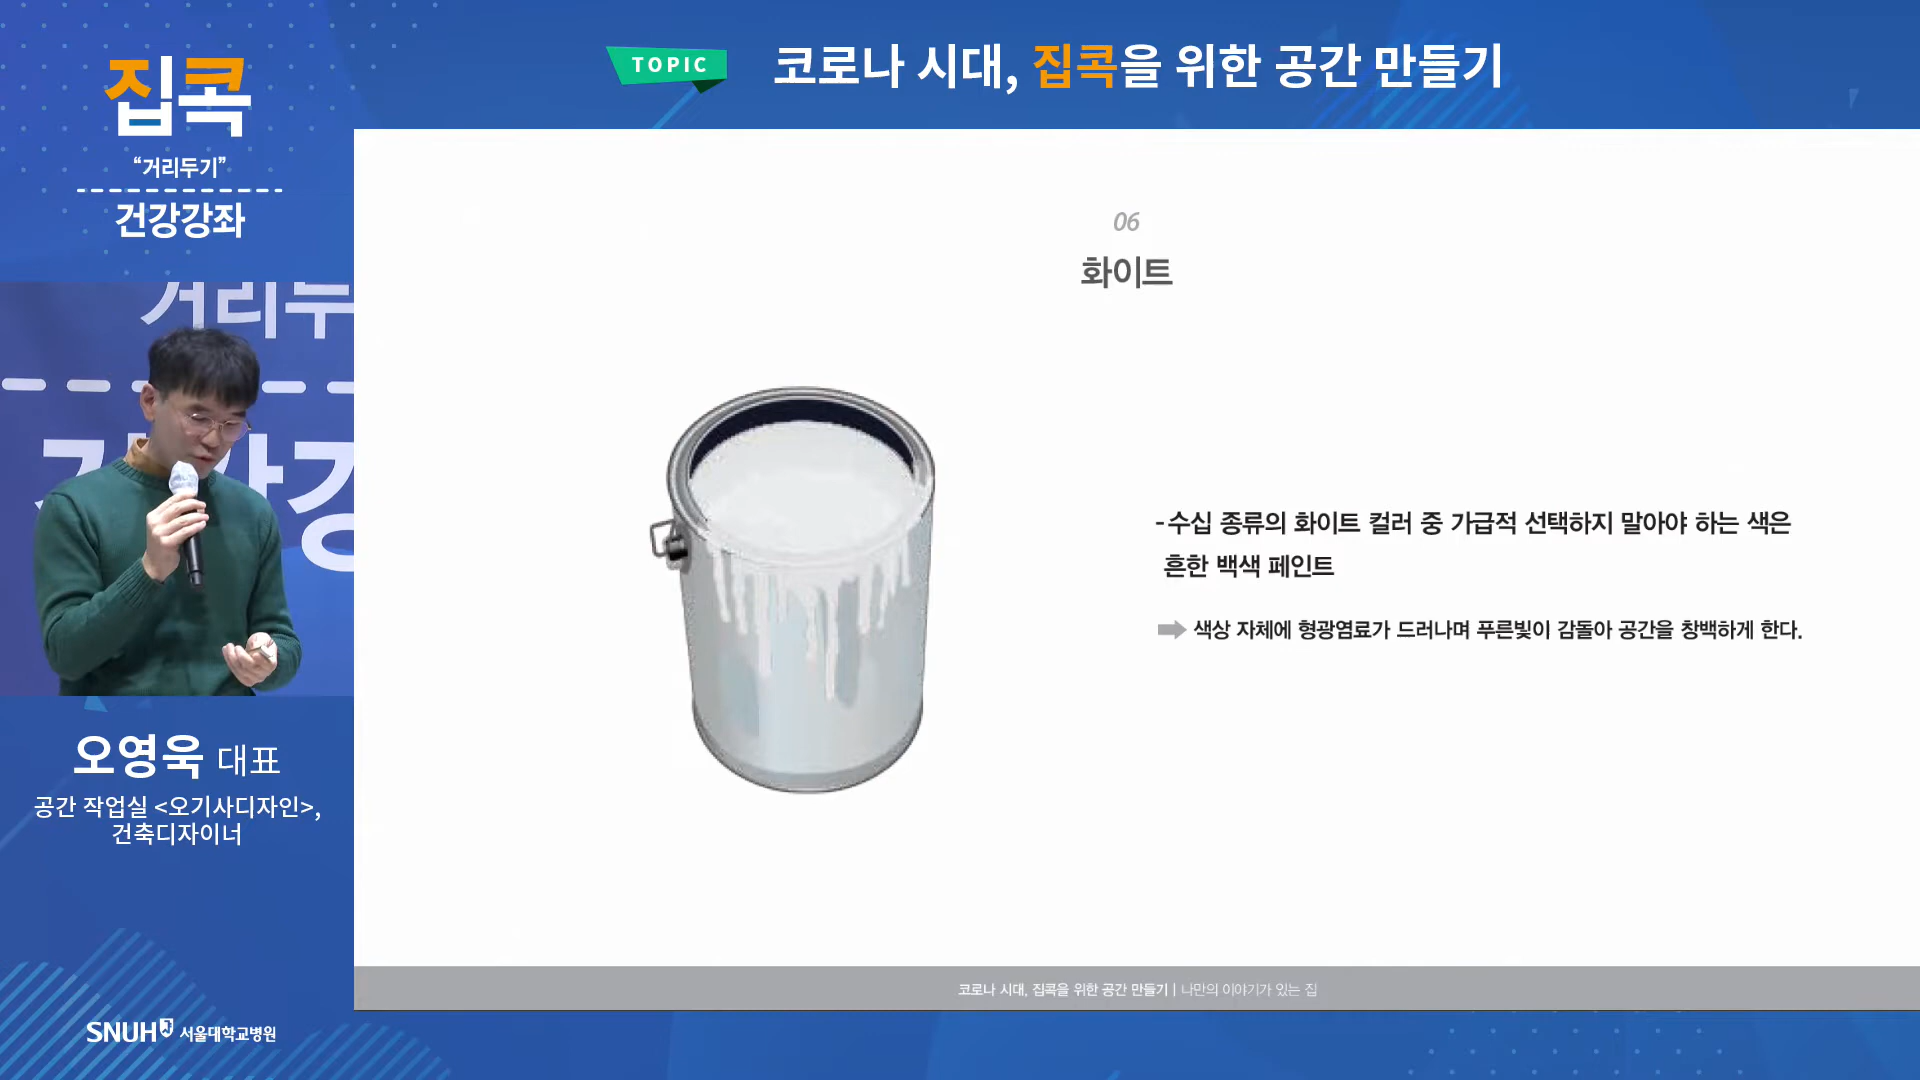 집콕
“거리두기”
건강강좌
TOPIC
코로나 시대, 집콕을 위한 공간 만들기
거리두
06
화이트
-수십 종류의 화이트 컬러 중 가급적 선택하지 말아야 하는 색은
흔한 백색 페인트
색상 자체에 형광염료가 드러나며 푸른빛이 감돌아 공간을 창백하게 한다.
오영욱 대표
공간 작업실 <오기사디자인>,
건축디자이너
코로나 시대, 집콕을 위한 공간 만들기 | 나만의 이야기가 있는 집
SNUH 서울대학교병원